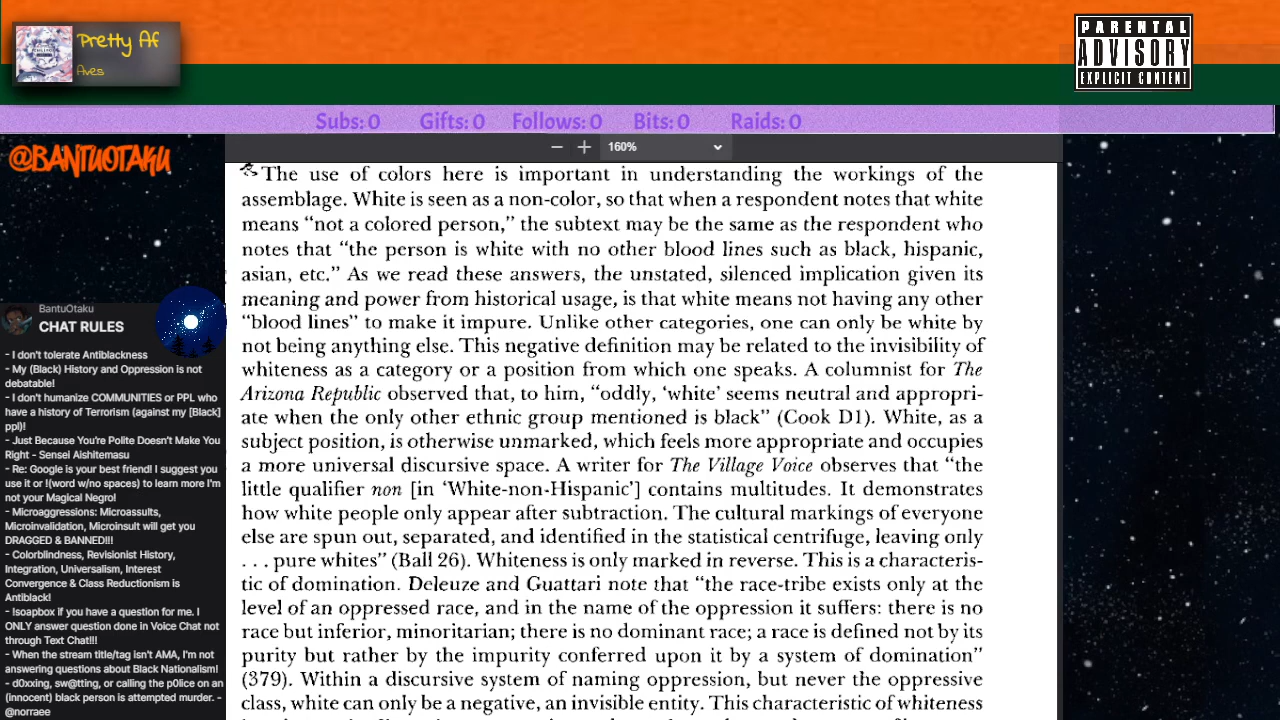 Pretty Af
Aves
PARENTAL
ADVISORY
EXPLICIT CONTENT
Subs: 0 Gifts: 0 Follows: 0 Bits: 0 Raids: 0
@BANTUOTAKU
160%
The use of colors here is important in understanding the workings of the
assemblage. White is seen as a non-color, so that when a respondent notes that white
means “not a colored person,” the subtext may be the same as the respondent who
notes that “the person is white with no other blood lines such as black, hispanic,
asian, etc.” As we read these answers, the unstated, silenced implication given its
meaning and power from historical usage, is that white means not having any other
“blood lines” to make it impure. Unlike other categories, one can only be white by
not being anything else. This negative definition may be related to the invisibility of
whiteness as a category or a position from which one speaks. A columnist for The
Arizona Republic observed that, to him, “oddly, ‘white’ seems neutral and appropri-
ate when the only other ethnic group mentioned is black” (Cook D1). White, as a
subject position, is otherwise unmarked, which feels more appropriate and occupies
a more universal discursive space. A writer for The Village Voice observes that “the
little qualifier non [in ‘White-non-Hispanic’] contains multitudes. It demonstrates
how white people only appear after subtraction. The cultural markings of everyone
else are spun out, separated, and identified in the statistical centrifuge, leaving only
. . . pure whites” (Ball 26). Whiteness is only marked in reverse. This is a characteris-
tic of domination. Deleuze and Guattari note that “the race-tribe exists only at the
level of an oppressed race, and in the name of the oppression it suffers: there is no
race but inferior, minoritarian; there is no dominant race; a race is defined not by its
purity but rather by the impurity conferred upon it by a system of domination”
(379). Within a discursive system of naming oppression, but never the oppressive
class, white can only be a negative, an invisible entity. This characteristic of whiteness
BantuOtaku
CHAT RULES
- I don't tolerate Antiblackness
- My (Black) History and Oppression is not
debatable!
- I don't humanize COMMUNITIES or PPL who
have a history of Terrorism (against my [Black]
ppl)!
- Just Because You're Polite Doesn't Make You
Right - Sensei Aishitemasu
- Re: Google is your best friend! I suggest you
use it or !(word w/no spaces) to learn more I'm
not your Magical Negro!
- Microaggressions: Microassults,
Microinvalidation, Microinsult will get you
DRAGGED & BANNED!!!
- Colorblindness, Revisionist History,
Integration, Universalism, Interest
Convergence & Class Reductionism is
Antiblack!
- !soapbox if you have a question for me. I
ONLY answer question done in Voice Chat not
through Text Chat!!!
- When the stream title/tag isn't AMA, I'm not
answering questions about Black Nationalism!
- d0xxing, sw@tting, or calling the p0lice on an
(innocent) black person is attempted murder. -
@norraee